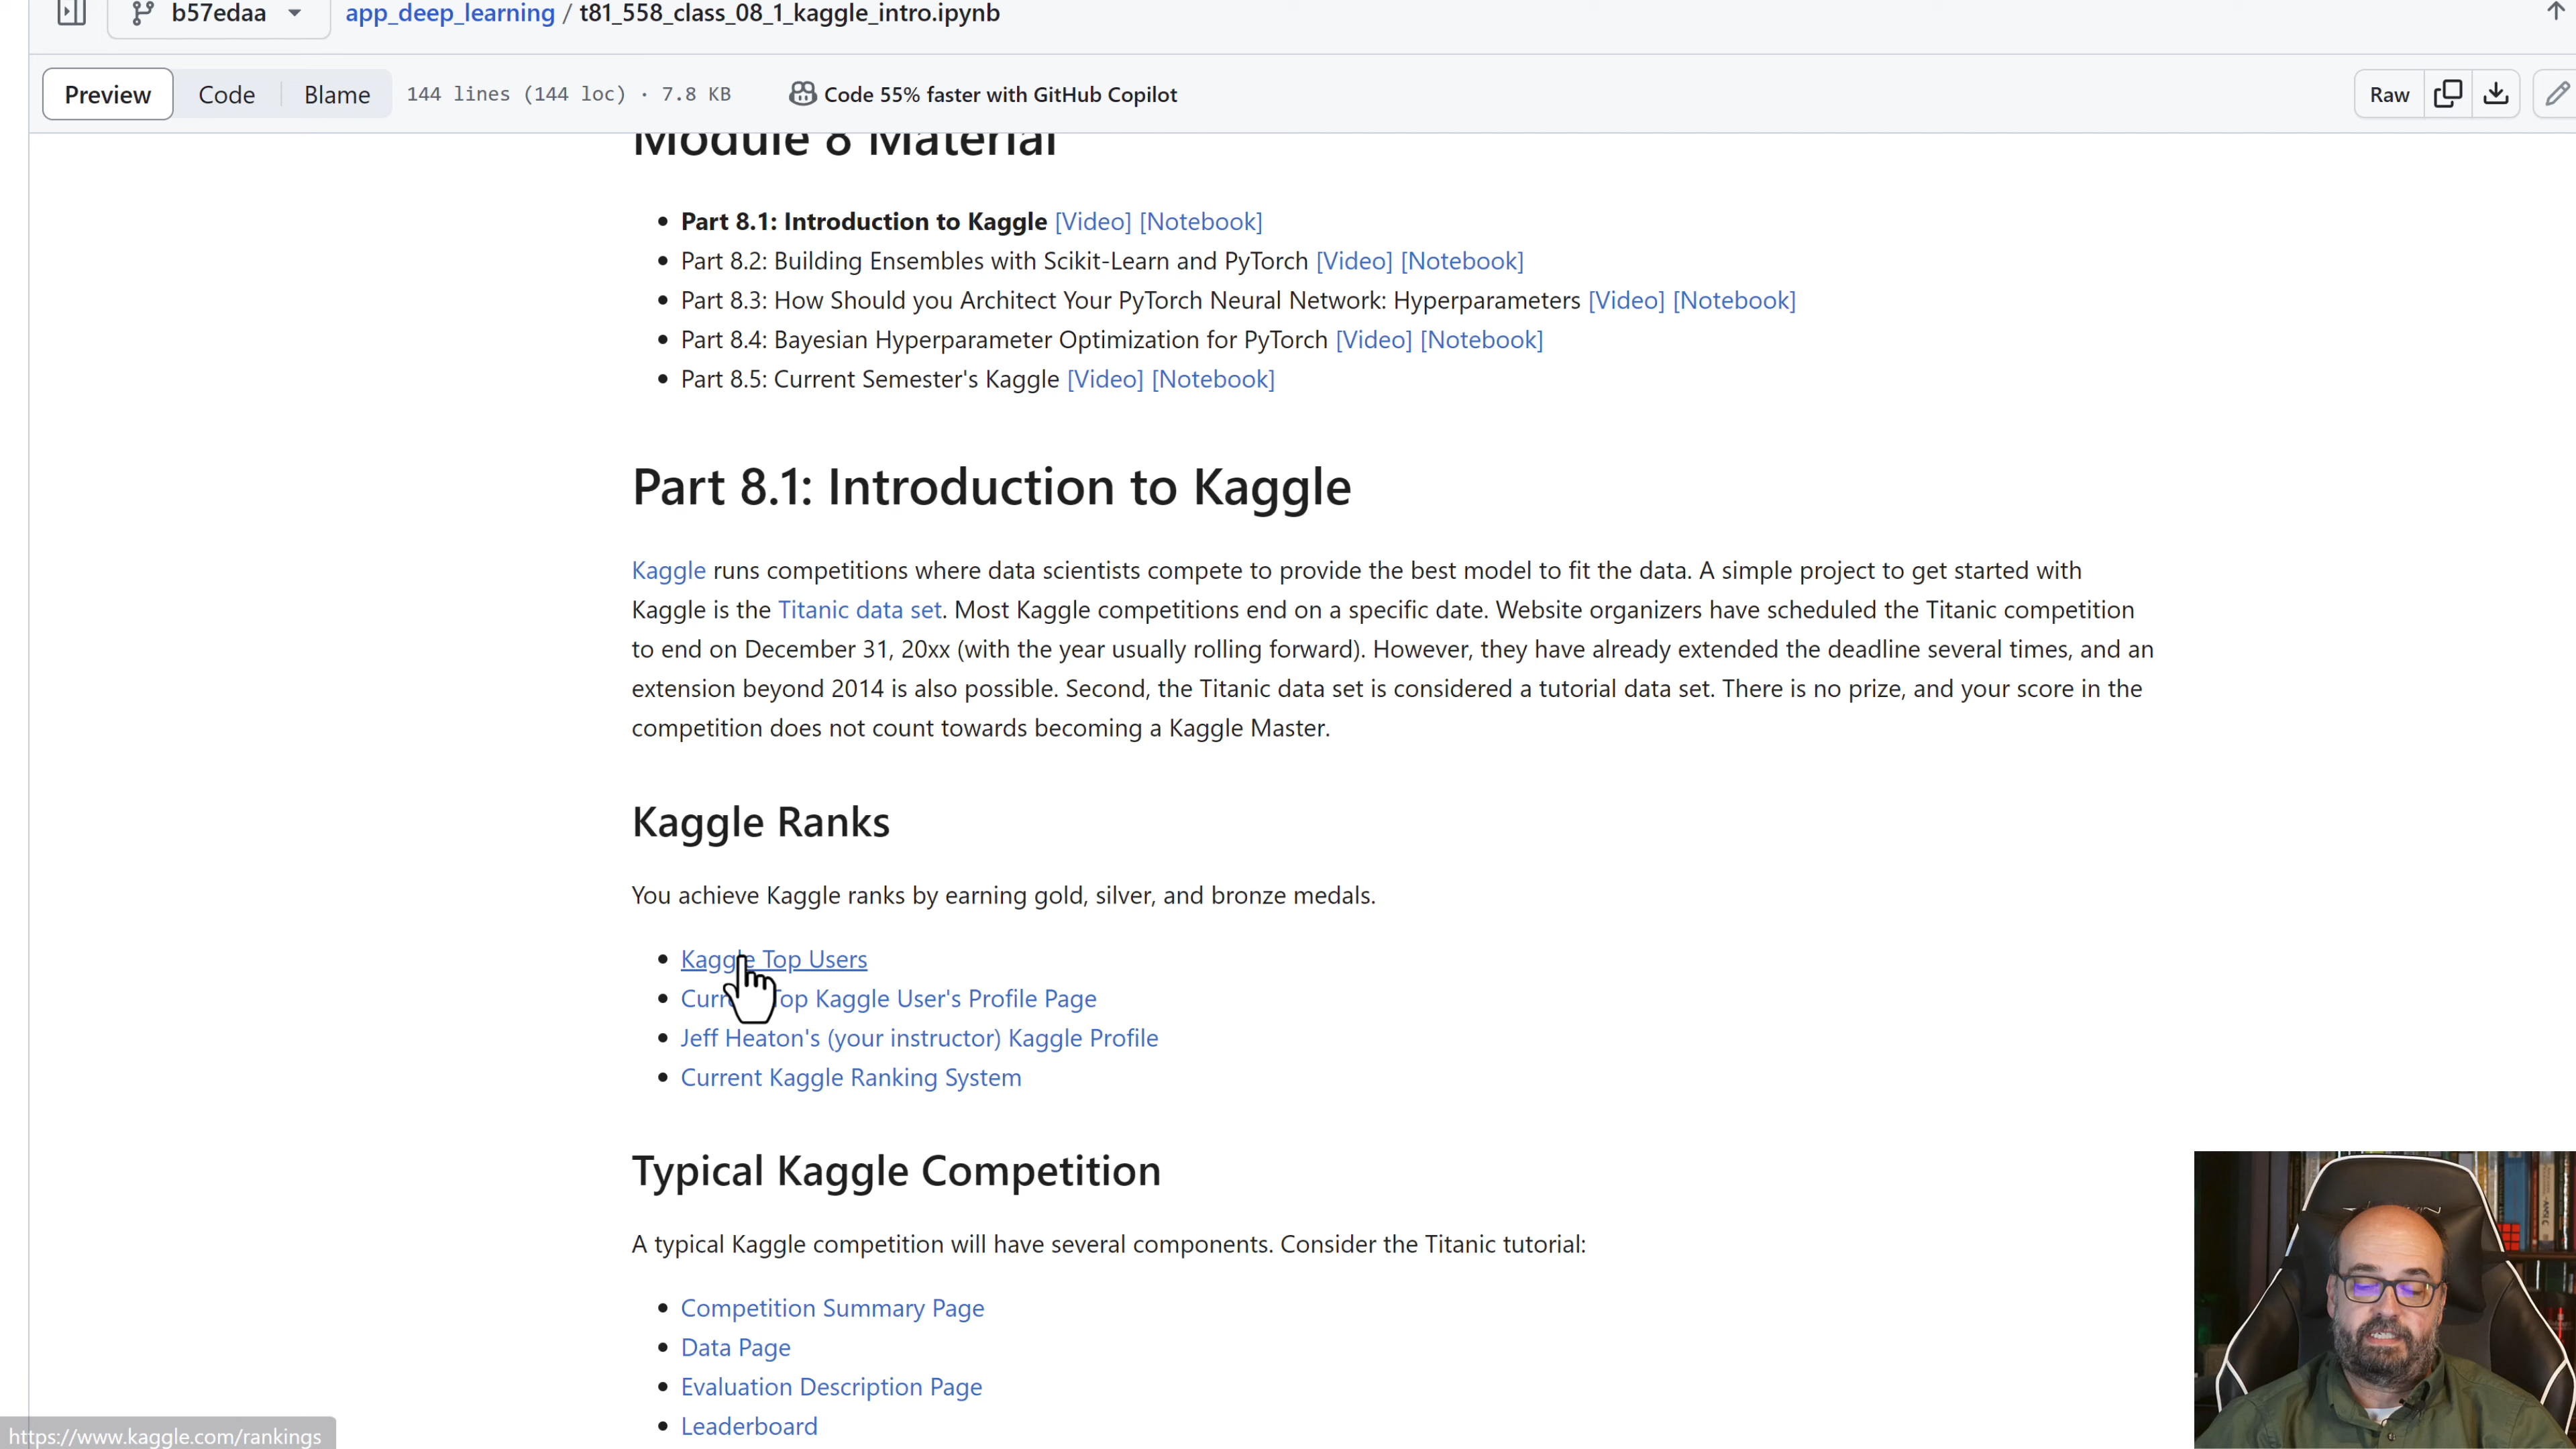 b57edaa app_deep_learning / t81_558_class_08_1_kaggle_intro.ipynb
Preview Code Blame 144 lines (144 loc) · 7.8 KB Code 55% faster with GitHub Copilot Raw
Module 8 Material
• Part 8.1: Introduction to Kaggle [Video] [Notebook]
• Part 8.2: Building Ensembles with Scikit-Learn and PyTorch [Video] [Notebook]
• Part 8.3: How Should you Architect Your PyTorch Neural Network: Hyperparameters [Video] [Notebook]
• Part 8.4: Bayesian Hyperparameter Optimization for PyTorch [Video] [Notebook]
• Part 8.5: Current Semester's Kaggle [Video] [Notebook]
Part 8.1: Introduction to Kaggle
Kaggle runs competitions where data scientists compete to provide the best model to fit the data. A simple project to get started with
Kaggle is the Titanic data set. Most Kaggle competitions end on a specific date. Website organizers have scheduled the Titanic competition
to end on December 31, 20xx (with the year usually rolling forward). However, they have already extended the deadline several times, and an
extension beyond 2014 is also possible. Second, the Titanic data set is considered a tutorial data set. There is no prize, and your score in the
competition does not count towards becoming a Kaggle Master.
Kaggle Ranks
You achieve Kaggle ranks by earning gold, silver, and bronze medals.
• Kaggle Top Users
• Current Top Kaggle User's Profile Page
• Jeff Heaton's (your instructor) Kaggle Profile
• Current Kaggle Ranking System
Typical Kaggle Competition
A typical Kaggle competition will have several components. Consider the Titanic tutorial:
• Competition Summary Page
• Data Page
• Evaluation Description Page
• Leaderboard
https://www.kaggle.com/rankings